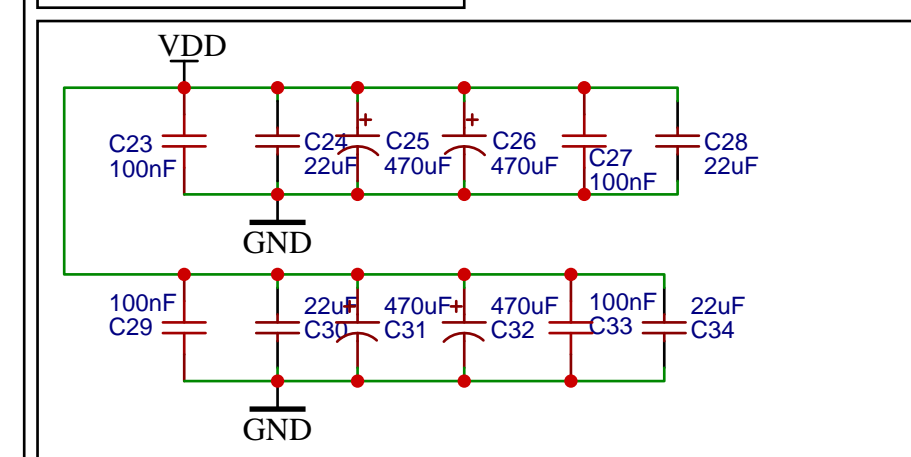 VDD
C23
100nF
C24
22uF
C25
470uF
C26
470uF
C27
100nF
C28
22uF
GND
100nF
C29
22uF
C30
470uF
C31
470uF
C32
100nF
C33
22uF
C34
GND